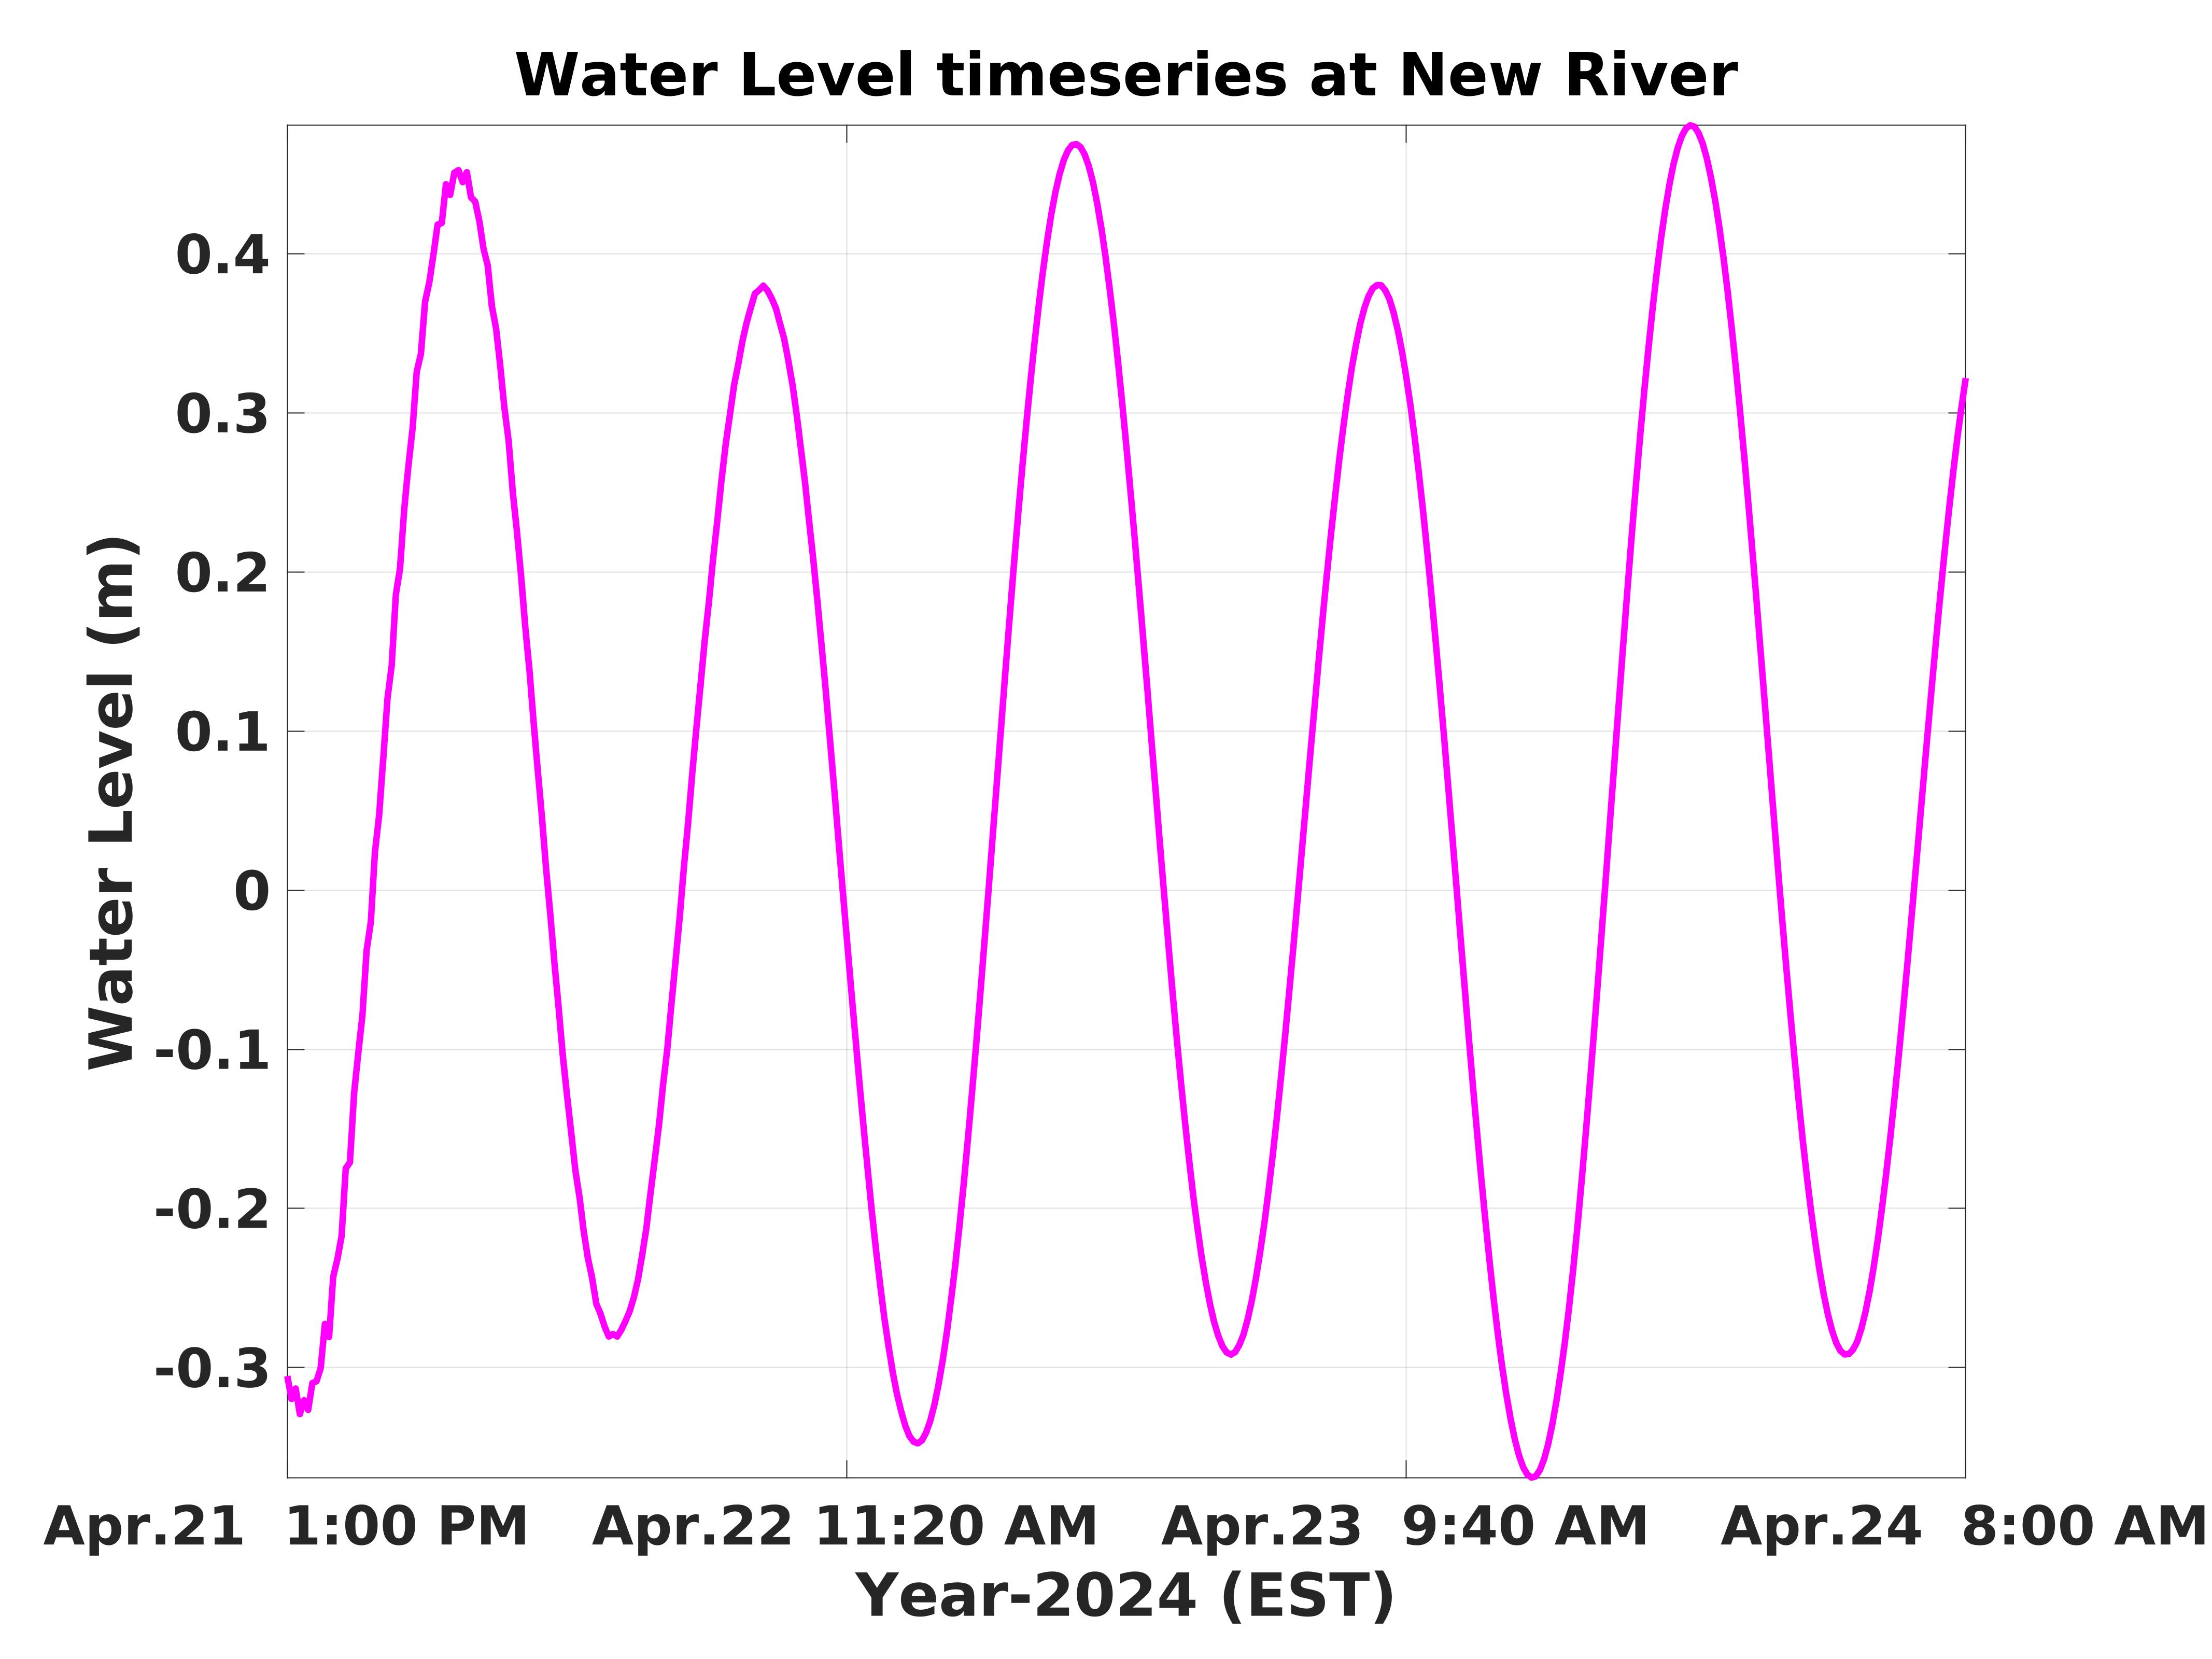 Water Level timeseries at New River
Water Level (m)
0.4
0.3
0.2
0.1
0
-0.1
-0.2
-0.3
Apr.21 1:00 PM Apr.22 11:20 AM Apr.23 9:40 AM Apr.24 8:00 AM
Year-2024 (EST)